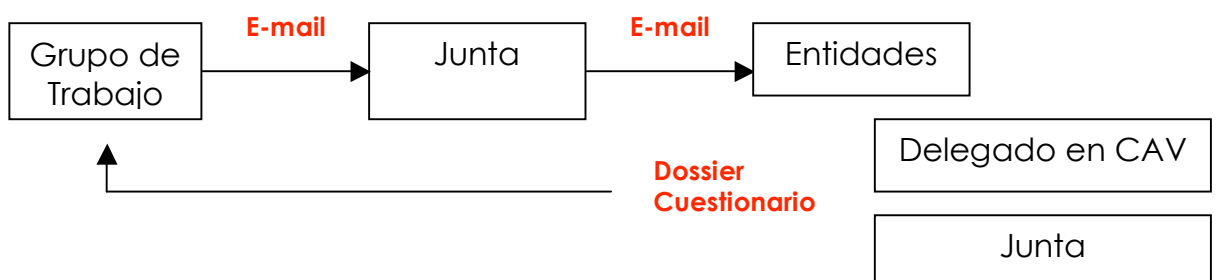 E-mail
E-mail
Grupo de
Trabajo
Junta
Entidades
Delegado en CAV
Dossier
Cuestionario
Junta